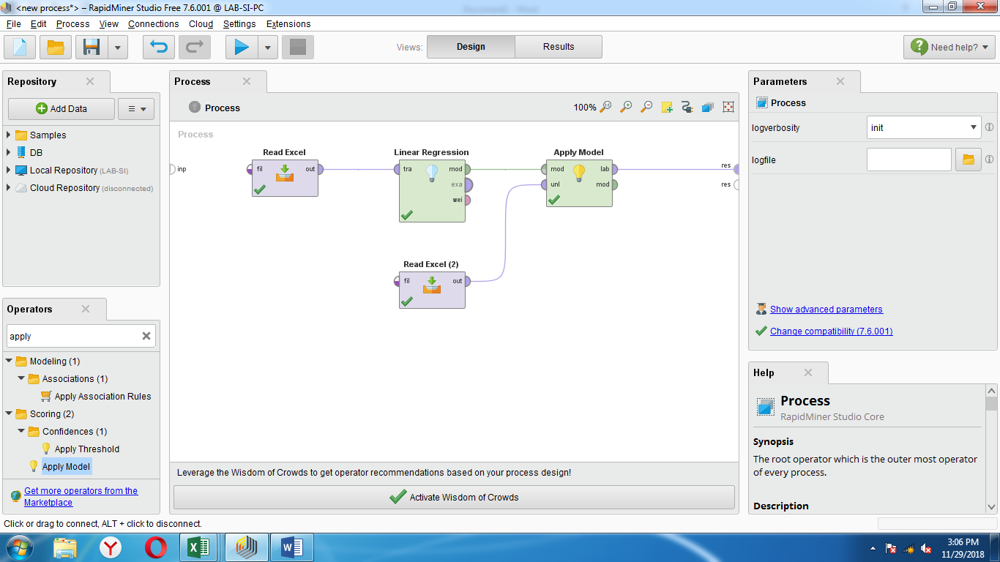 <new process*> – RapidMiner Studio Free 7.6.001 @ LAB-SI-PC
File Edit Process View Connections Cloud Settings Extensions
Views: Design Results
Need help?
Repository
Add Data
Samples
DB
Local Repository (LAB-SI)
Cloud Repository (disconnected)
Operators
apply
Modeling (1)
Associations (1)
Apply Association Rules
Scoring (2)
Confidences (1)
Apply Threshold
Apply Model
Get more operators from the
Marketplace
Process
Process
100%
Process
inp
Read Excel
fil out
Linear Regression
tra mod
exa
wei
Apply Model
mod lab
unl mod
res
res
Read Excel (2)
fil out
Leverage the Wisdom of Crowds to get operator recommendations based on your process design!
Activate Wisdom of Crowds
Parameters
Process
logverbosity init
logfile
Show advanced parameters
Change compatibility (7.6.001)
Help
Process
RapidMiner Studio Core
Synopsis
The root operator which is the outer most operator
of every process.
Description
Click or drag to connect, ALT + click to disconnect.
3:06 PM
11/29/2018